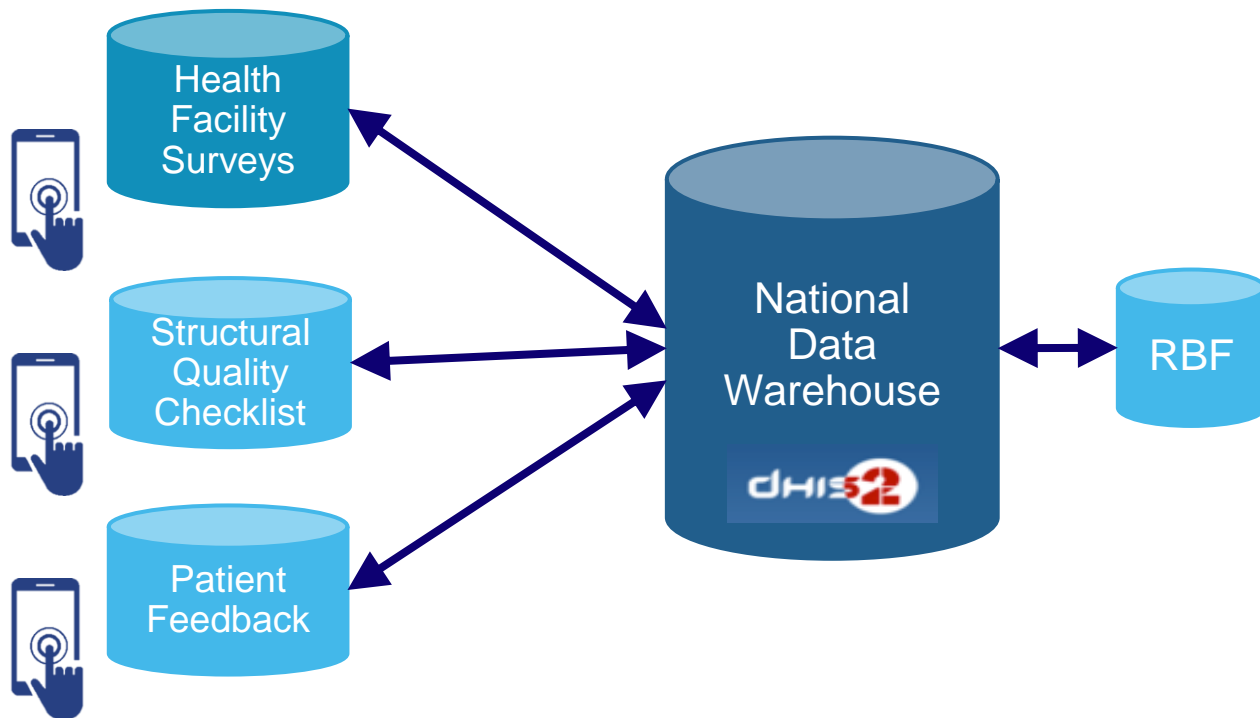 Health
Facility
Surveys
Structural
Quality
Checklist
Patient
Feedback
National
Data
Warehouse
dHIS2
RBF